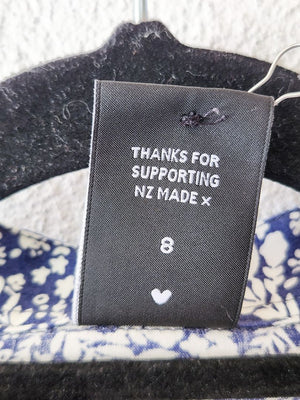 THANKS FOR
SUPPORTING
NZ MADE x
8